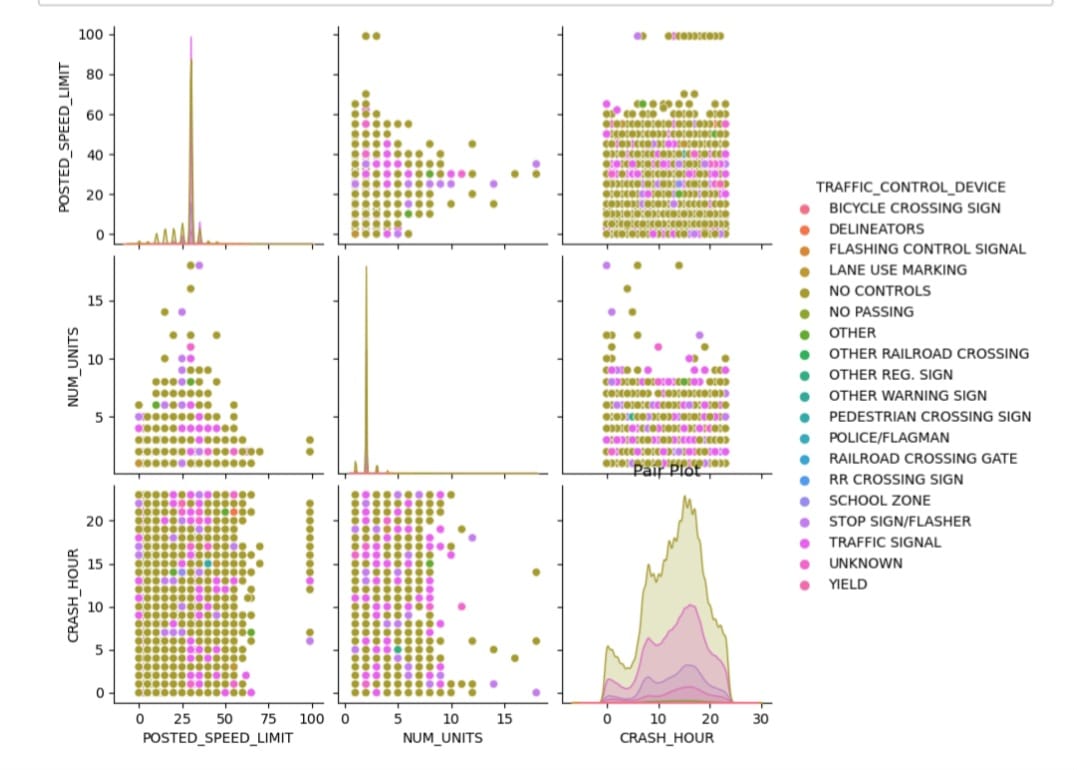 100
80
60
40
20
0
POSTED_SPEED_LIMIT
15
10
5
NUM_UNITS
Pair Plot
20
15
10
5
0
CRASH_HOUR
0 25 50 75 100
POSTED_SPEED_LIMIT
0 5 10 15
NUM_UNITS
0 10 20 30
CRASH_HOUR
TRAFFIC_CONTROL_DEVICE
BICYCLE CROSSING SIGN
DELINEATORS
FLASHING CONTROL SIGNAL
LANE USE MARKING
NO CONTROLS
NO PASSING
OTHER
OTHER RAILROAD CROSSING
OTHER REG. SIGN
OTHER WARNING SIGN
PEDESTRIAN CROSSING SIGN
POLICE/FLAGMAN
RAILROAD CROSSING GATE
RR CROSSING SIGN
SCHOOL ZONE
STOP SIGN/FLASHER
TRAFFIC SIGNAL
UNKNOWN
YIELD